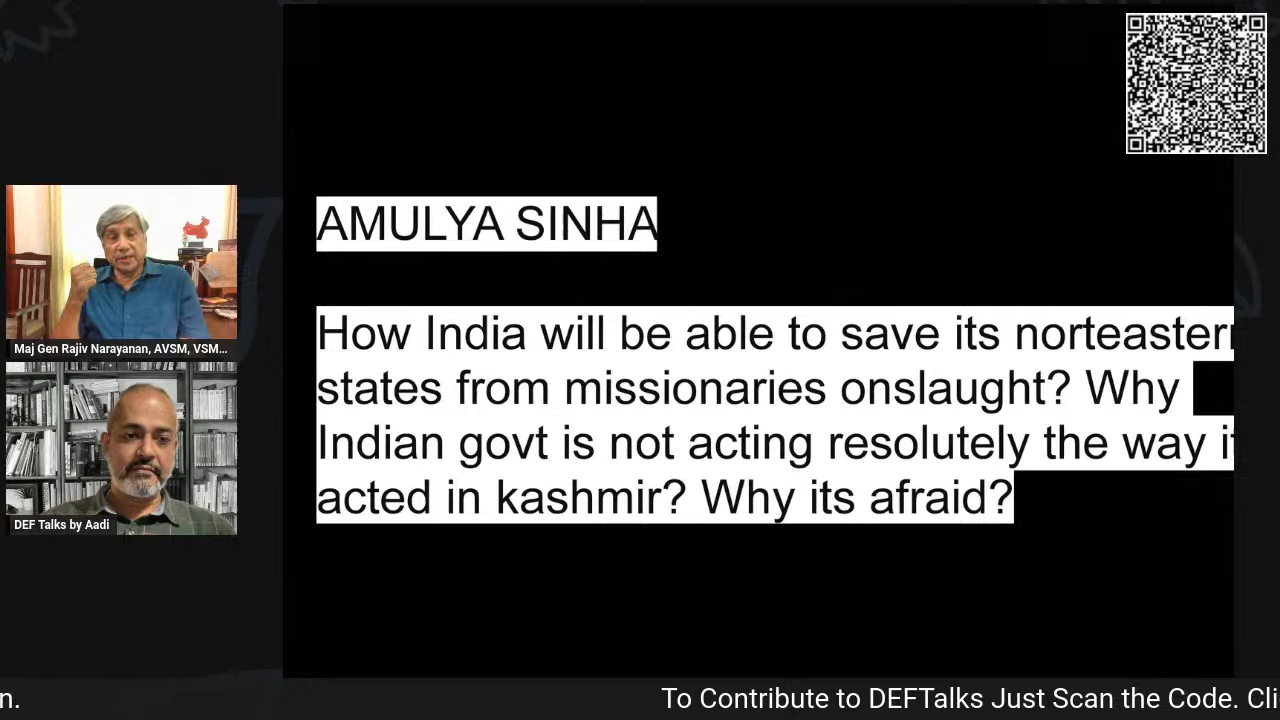 AMULYA SINHA
How India will be able to save its norteastern
states from missionaries onslaught? Why
Indian govt is not acting resolutely the way it
acted in kashmir? Why its afraid?
Maj Gen Rajiv Narayanan, AVSM, VSM...
DEF Talks by Aadi
n.
To Contribute to DEFTalks Just Scan the Code. Cli